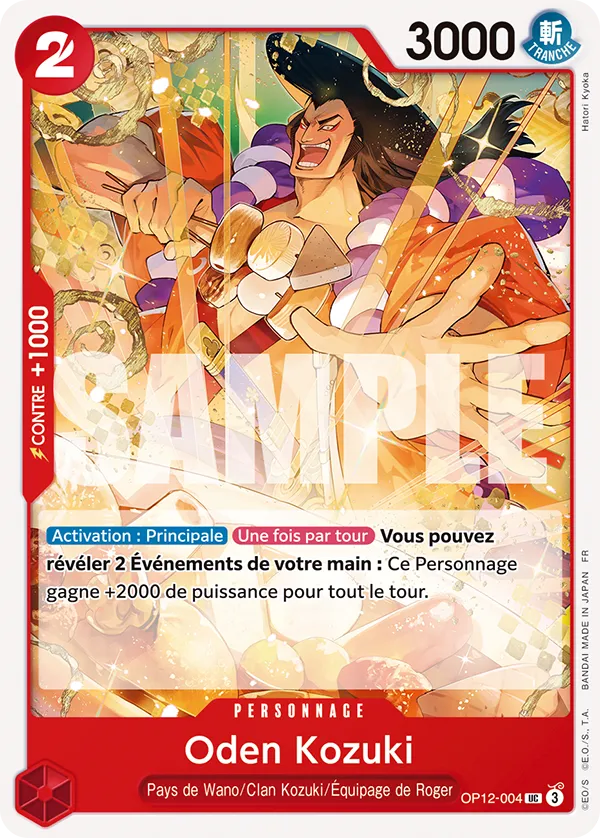 2
3000
斬
TRANCHE
Hatori Kyoka
CONTRE +1000
SAMPLE
Activation : Principale Une fois par tour Vous pouvez
révéler 2 Événements de votre main : Ce Personnage
gagne +2000 de puissance pour tout le tour.
©E.O./S., T.A. BANDAI MADE IN JAPAN FR
©EO/S
PERSONNAGE
Oden Kozuki
Pays de Wano/Clan Kozuki/Équipage de Roger
OP12-004 UC 3